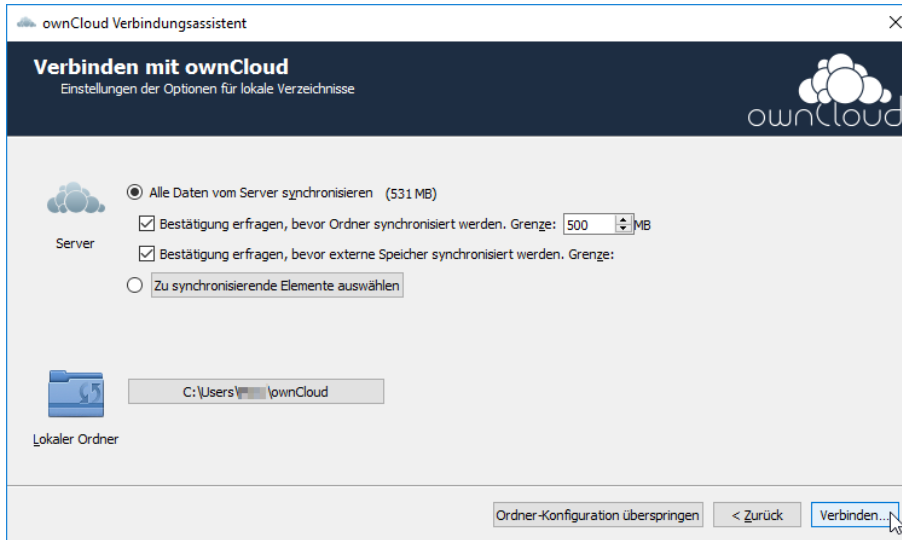 ownCloud Verbindungsassistent
Verbinden mit ownCloud
Einstellungen der Optionen für lokale Verzeichnisse
ownCloud
Alle Daten vom Server synchronisieren (531 MB)
Bestätigung erfragen, bevor Ordner synchronisiert werden. Grenze: 500 MB
Server
Bestätigung erfragen, bevor externe Speicher synchronisiert werden. Grenze:
Zu synchronisierende Elemente auswählen
C:\Users\ \ownCloud
Lokaler Ordner
Ordner-Konfiguration überspringen < Zurück Verbinden...